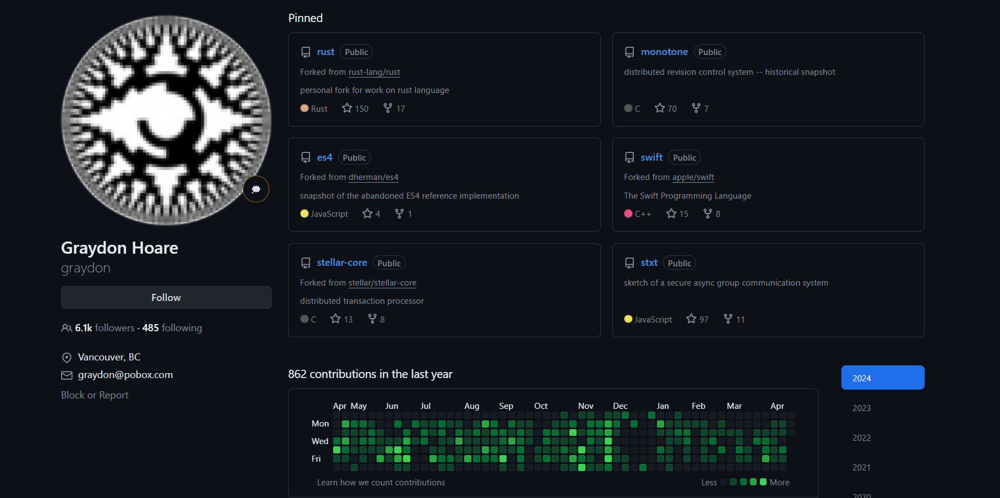 Graydon Hoare
graydon
Follow
6.1k followers · 485 following
Vancouver, BC
graydon@pobox.com
Block or Report
Pinned
rust Public
Forked from rust-lang/rust
personal fork for work on rust language
Rust 150 17
monotone Public
distributed revision control system -- historical snapshot
C 70 7
es4 Public
Forked from dherman/es4
snapshot of the abandoned ES4 reference implementation
JavaScript 4 1
swift Public
Forked from apple/swift
The Swift Programming Language
C++ 15 8
stellar-core Public
Forked from stellar/stellar-core
distributed transaction processor
C 13 8
stxt Public
sketch of a secure async group communication system
JavaScript 97 11
862 contributions in the last year
Apr May Jun Jul Aug Sep Oct Nov Dec Jan Feb Mar Apr
Mon
Wed
Fri
Learn how we count contributions
Less More
2024
2023
2022
2021
2020